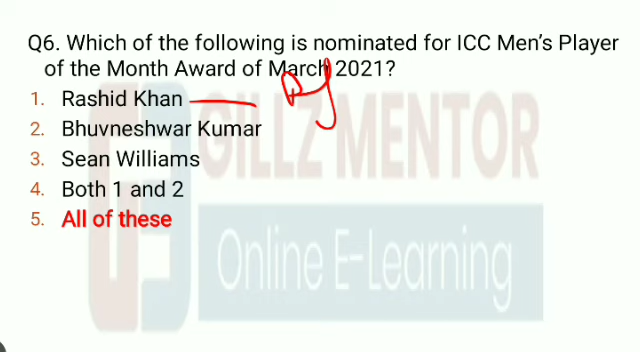 Q6. Which of the following is nominated for ICC Men's Player
of the Month Award of March 2021?
1. Rashid Khan
2. Bhuvneshwar Kumar
3. Sean Williams
4. Both 1 and 2
5. All of these
GILLZ MENTOR
Online E-Learning